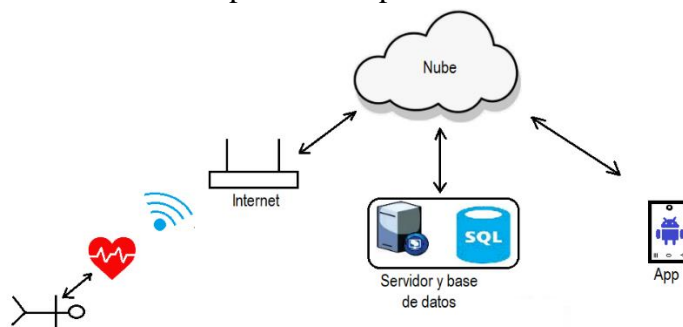 Nube
Internet
SQL
Servidor y base
de datos
App